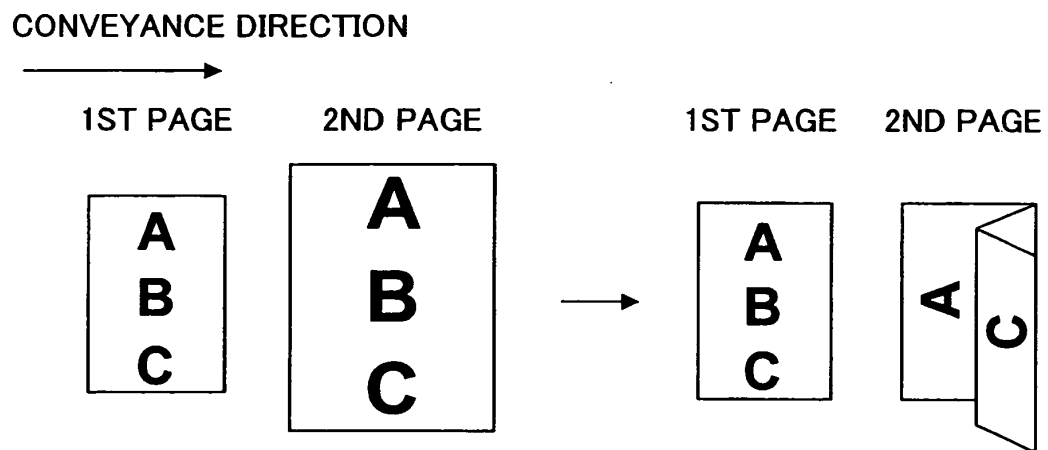 CONVEYANCE DIRECTION
1ST PAGE 2ND PAGE 1ST PAGE 2ND PAGE
A A A A
B B B C
C C C